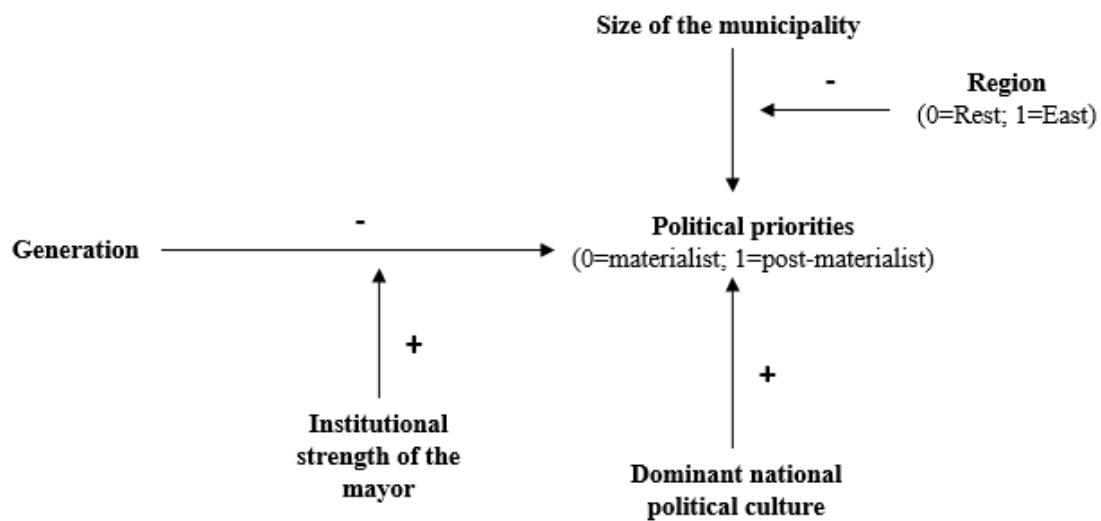 Size of the municipality
-
Region
(0=Rest; 1=East)
-
Political priorities
Generation
(0=materialist; 1=post-materialist)
+
+
Institutional
strength of the
mayor
Dominant national
political culture